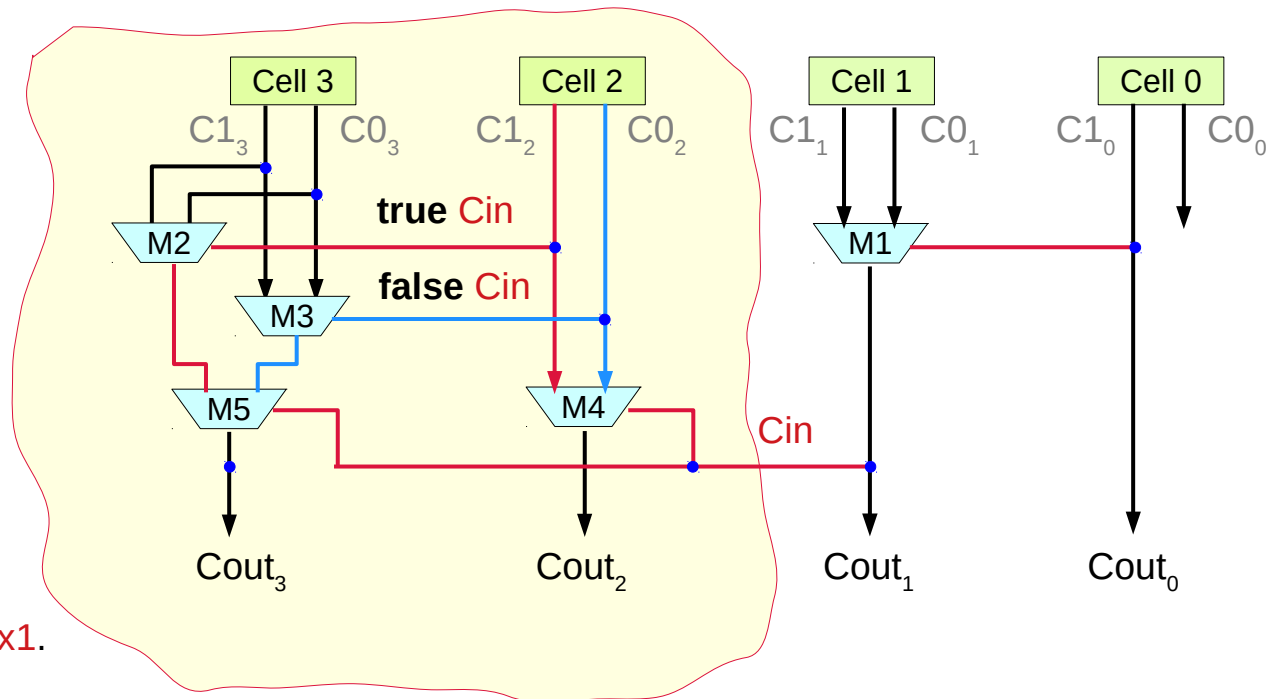 Cell 3 Cell 2 Cell 1 Cell 0
C1₃ C0₃ C1₂ C0₂ C1₁ C0₁ C1₀ C0₀
true Cin
M2 M1
false Cin
M3
M5 M4
Cin
Cout₃ Cout₂ Cout₁ Cout₀
x1.